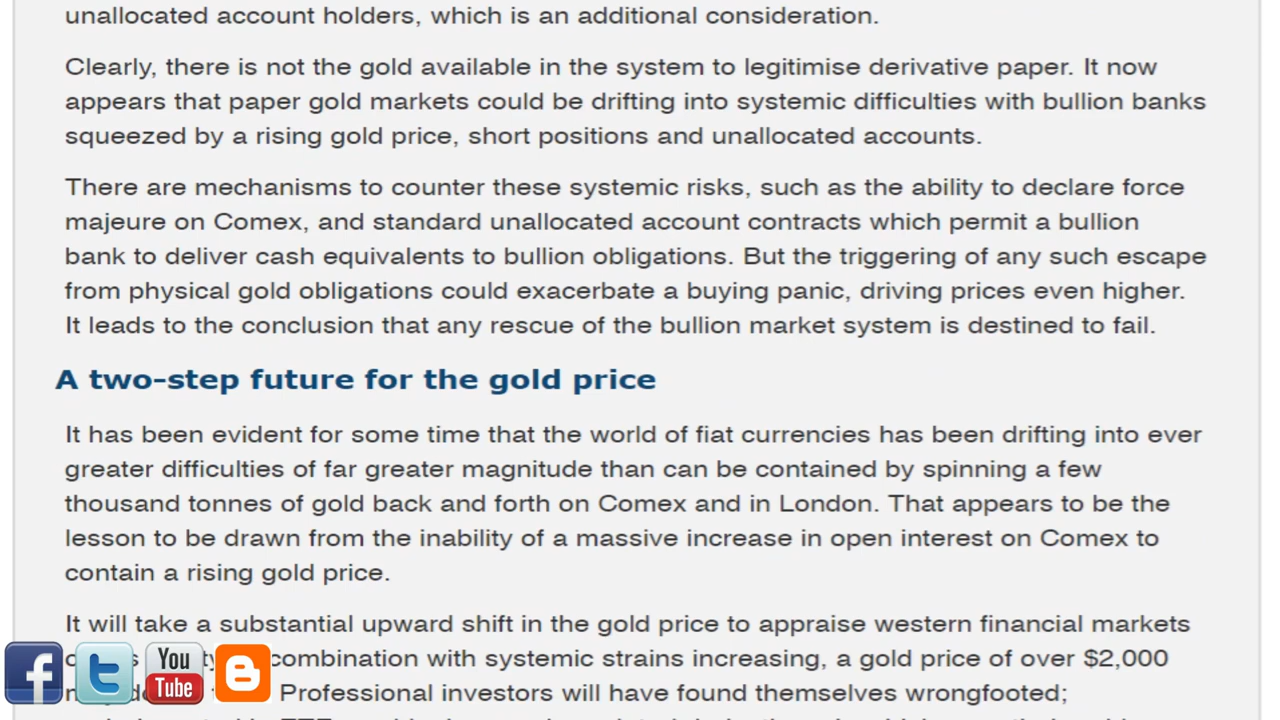 unallocated account holders, which is an additional consideration.
Clearly, there is not the gold available in the system to legitimise derivative paper. It now
appears that paper gold markets could be drifting into systemic difficulties with bullion banks
squeezed by a rising gold price, short positions and unallocated accounts.
There are mechanisms to counter these systemic risks, such as the ability to declare force
majeure on Comex, and standard unallocated account contracts which permit a bullion
bank to deliver cash equivalents to bullion obligations. But the triggering of any such escape
from physical gold obligations could exacerbate a buying panic, driving prices even higher.
It leads to the conclusion that any rescue of the bullion market system is destined to fail.
A two-step future for the gold price
It has been evident for some time that the world of fiat currencies has been drifting into ever
greater difficulties of far greater magnitude than can be contained by spinning a few
thousand tonnes of gold back and forth on Comex and in London. That appears to be the
lesson to be drawn from the inability of a massive increase in open interest on Comex to
contain a rising gold price.
It will take a substantial upward shift in the gold price to appraise western financial markets
combination with systemic strains increasing, a gold price of over $2,000
Professional investors will have found themselves wrongfooted;
f
t
You
Tube
B